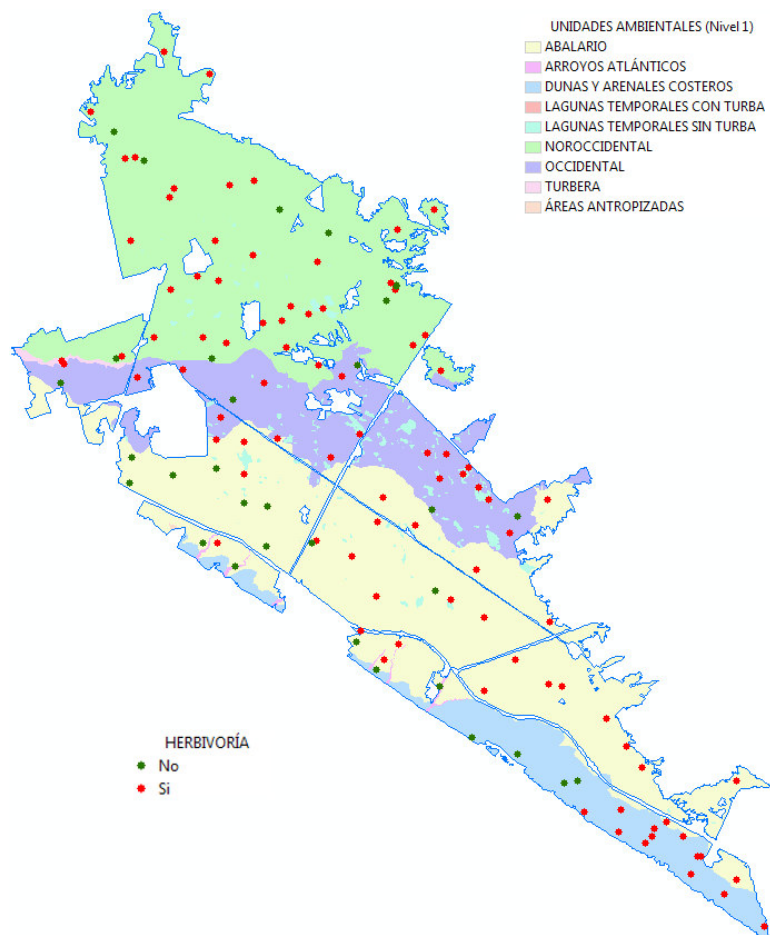 UNIDADES AMBIENTALES (Nivel 1)
ABALARIO
ARROYOS ATLÁNTICOS
DUNAS Y ARENALES COSTEROS
LAGUNAS TEMPORALES CON TURBA
LAGUNAS TEMPORALES SIN TURBA
NOROCCIDENTAL
OCCIDENTAL
TURBERA
ÁREAS ANTROPIZADAS
HERBIVORÍA
No
Si